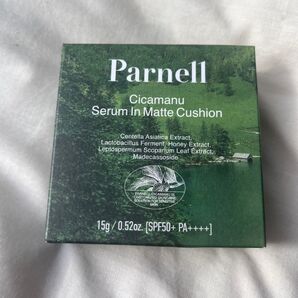 Parnell
Cicamanu
Serum In Matte Cushion
Centella Asiatica Extract,
Lactobacillus Ferment, Honey Extract,
Leptospermum Scoparium Leaf Extract,
Madecassoside
SKIN
15g / 0.52oz. [SPF50+ PA++++]